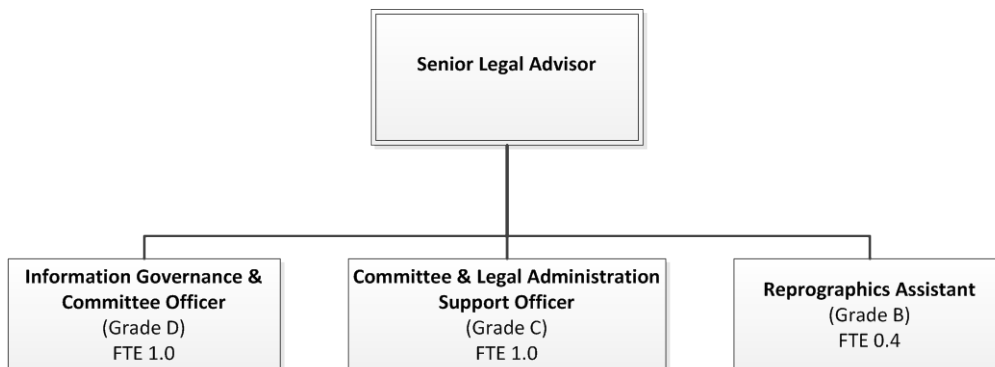 Senior Legal Advisor
Information Governance &
Committee Officer
(Grade D)
FTE 1.0
Committee & Legal Administration
Support Officer
(Grade C)
FTE 1.0
Reprographics Assistant
(Grade B)
FTE 0.4